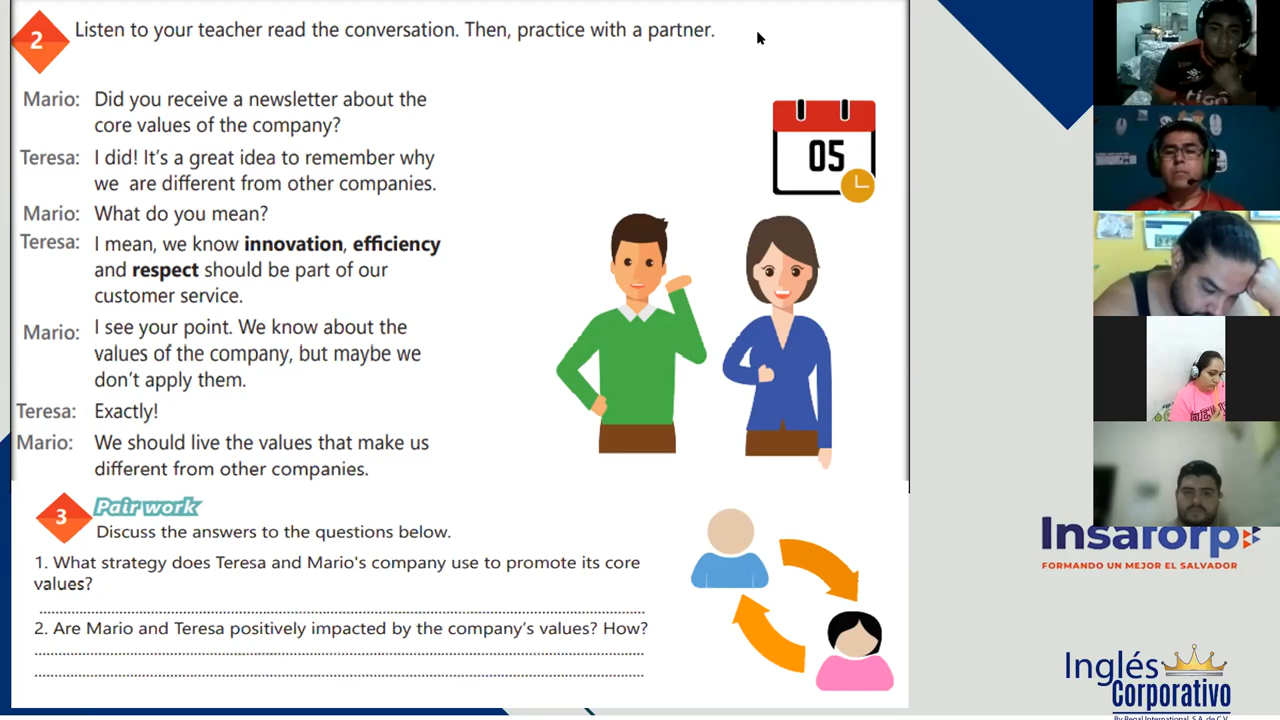 2
Listen to your teacher read the conversation. Then, practice with a partner.
Mario: Did you receive a newsletter about the
core values of the company?
Teresa: I did! It's a great idea to remember why
we are different from other companies.
Mario: What do you mean?
Teresa: I mean, we know innovation, efficiency
and respect should be part of our
customer service.
Mario: I see your point. We know about the
values of the company, but maybe we
don't apply them.
Teresa: Exactly!
Mario: We should live the values that make us
different from other companies.
05
3
Pair work
Discuss the answers to the questions below.
1. What strategy does Teresa and Mario's company use to promote its core
values?
2. Are Mario and Teresa positively impacted by the company's values? How?
tigo
Insaforp
FORMANDO UN MEJOR EL SALVADOR
Inglés
Corporativo
By Regal International, S.A. de C.V.